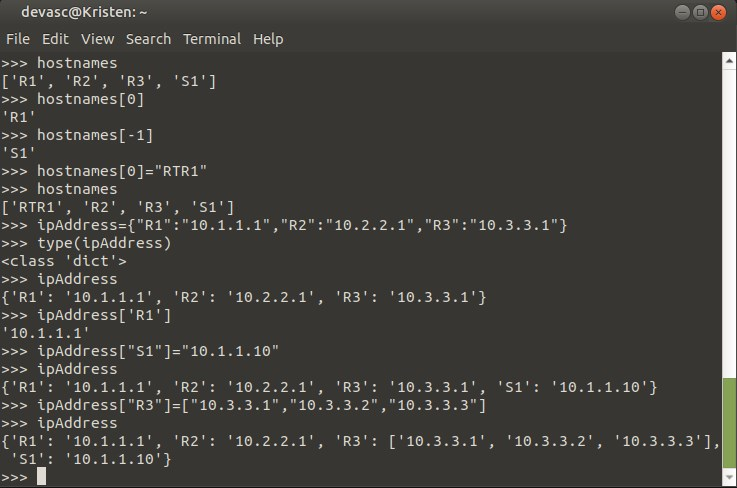 devasc@Kristen: ~
File Edit View Search Terminal Help
>>> hostnames
['R1', 'R2', 'R3', 'S1']
>>> hostnames[0]
'R1'
>>> hostnames[-1]
'S1'
>>> hostnames[0]="RTR1"
>>> hostnames
['RTR1', 'R2', 'R3', 'S1']
>>> ipAddress={"R1":"10.1.1.1","R2":"10.2.2.1","R3":"10.3.3.1"}
>>> type(ipAddress)
<class 'dict'>
>>> ipAddress
{'R1': '10.1.1.1', 'R2': '10.2.2.1', 'R3': '10.3.3.1'}
>>> ipAddress['R1']
'10.1.1.1'
>>> ipAddress["S1"]="10.1.1.10"
>>> ipAddress
{'R1': '10.1.1.1', 'R2': '10.2.2.1', 'R3': '10.3.3.1', 'S1': '10.1.1.10'}
>>> ipAddress["R3"]=["10.3.3.1","10.3.3.2","10.3.3.3"]
>>> ipAddress
{'R1': '10.1.1.1', 'R2': '10.2.2.1', 'R3': ['10.3.3.1', '10.3.3.2', '10.3.3.3'],
 'S1': '10.1.1.10'}
>>>